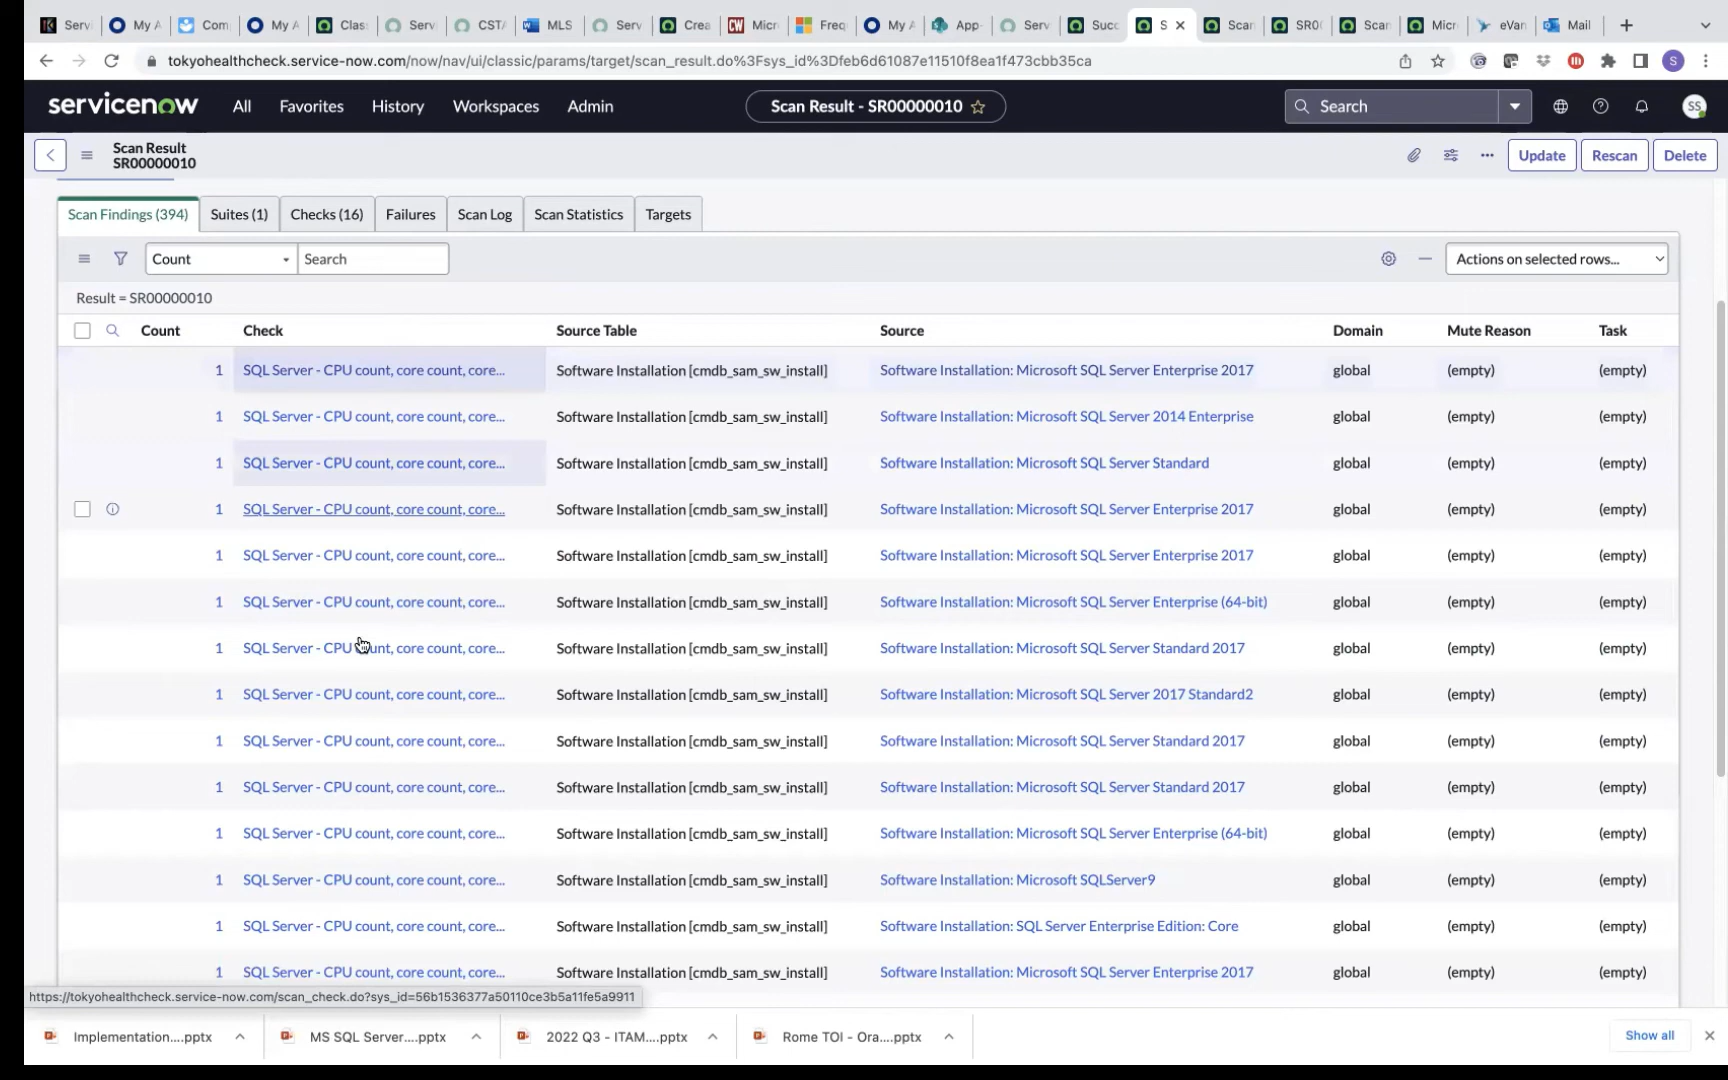 Servi
My A
Com
My A
Clas
Serv
CSTA
MLS
Serv
Crea
Micr
Freq
My A
App-
Serv
Succ
S
Scan
SR0
Scan
Micr
eVan
Mail
tokyohealthcheck.service-now.com/now/nav/ui/classic/params/target/scan_result.do%3Fsys_id%3Dfeb6d61087e11510f8ea1f473cbb35ca
S
servicenow All Favorites History Workspaces Admin Scan Result - SR00000010 Search SS
Scan Result
SR00000010
Update Rescan Delete
Scan Findings (394) Suites (1) Checks (16) Failures Scan Log Scan Statistics Targets
Count Search Actions on selected rows...
Result = SR00000010
Count Check Source Table Source Domain Mute Reason Task
1 SQL Server - CPU count, core count, core... Software Installation [cmdb_sam_sw_install] Software Installation: Microsoft SQL Server Enterprise 2017 global (empty) (empty)
1 SQL Server - CPU count, core count, core... Software Installation [cmdb_sam_sw_install] Software Installation: Microsoft SQL Server 2014 Enterprise global (empty) (empty)
1 SQL Server - CPU count, core count, core... Software Installation [cmdb_sam_sw_install] Software Installation: Microsoft SQL Server Standard global (empty) (empty)
1 SQL Server - CPU count, core count, core... Software Installation [cmdb_sam_sw_install] Software Installation: Microsoft SQL Server Enterprise 2017 global (empty) (empty)
1 SQL Server - CPU count, core count, core... Software Installation [cmdb_sam_sw_install] Software Installation: Microsoft SQL Server Enterprise 2017 global (empty) (empty)
1 SQL Server - CPU count, core count, core... Software Installation [cmdb_sam_sw_install] Software Installation: Microsoft SQL Server Enterprise (64-bit) global (empty) (empty)
1 SQL Server - CPU count, core count, core... Software Installation [cmdb_sam_sw_install] Software Installation: Microsoft SQL Server Standard 2017 global (empty) (empty)
1 SQL Server - CPU count, core count, core... Software Installation [cmdb_sam_sw_install] Software Installation: Microsoft SQL Server 2017 Standard2 global (empty) (empty)
1 SQL Server - CPU count, core count, core... Software Installation [cmdb_sam_sw_install] Software Installation: Microsoft SQL Server Standard 2017 global (empty) (empty)
1 SQL Server - CPU count, core count, core... Software Installation [cmdb_sam_sw_install] Software Installation: Microsoft SQL Server Standard 2017 global (empty) (empty)
1 SQL Server - CPU count, core count, core... Software Installation [cmdb_sam_sw_install] Software Installation: Microsoft SQL Server Enterprise (64-bit) global (empty) (empty)
1 SQL Server - CPU count, core count, core... Software Installation [cmdb_sam_sw_install] Software Installation: Microsoft SQLServer9 global (empty) (empty)
1 SQL Server - CPU count, core count, core... Software Installation [cmdb_sam_sw_install] Software Installation: SQL Server Enterprise Edition: Core global (empty) (empty)
1 SQL Server - CPU count, core count, core... Software Installation [cmdb_sam_sw_install] Software Installation: Microsoft SQL Server Enterprise 2017 global (empty) (empty)
https://tokyohealthcheck.service-now.com/scan_check.do?sys_id=56b1536377a50110ce3b5a11fe5a9911
Implementation....pptx MS SQL Server....pptx 2022 Q3 - ITAM....pptx Rome TOI - Ora....pptx Show all